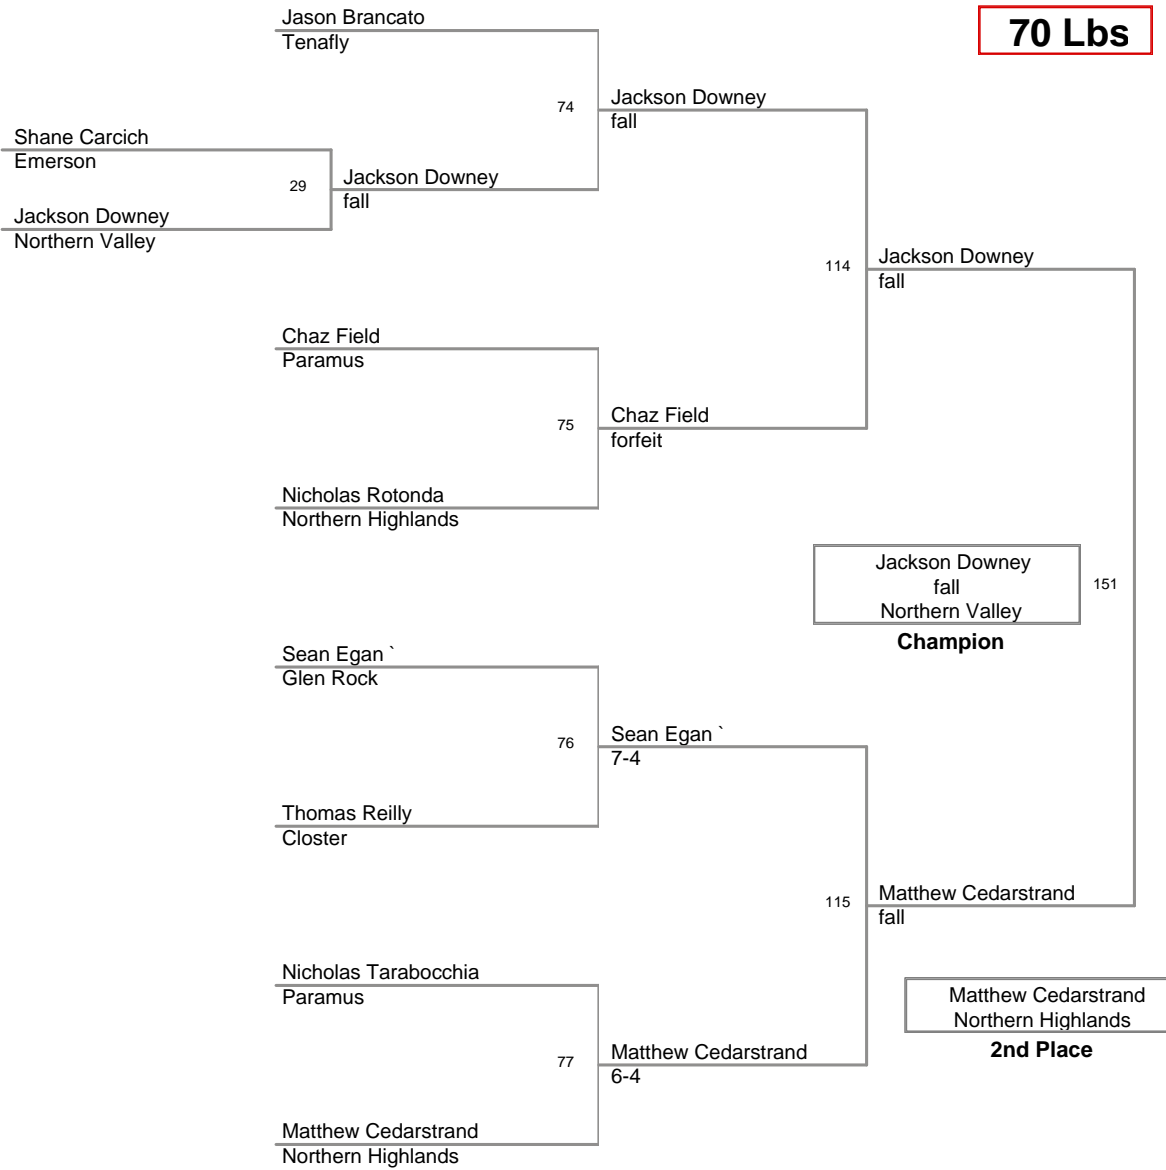 Jason Brancato
Tenafly
70 Lbs
74
Jackson Downey
fall
Shane Carcich
Emerson
29
Jackson Downey
fall
Jackson Downey
Northern Valley
114
Jackson Downey
fall
Chaz Field
Paramus
75
Chaz Field
forfeit
Nicholas Rotonda
Northern Highlands
Jackson Downey
fall
Northern Valley
151
Champion
Sean Egan `
Glen Rock
76
Sean Egan `
7-4
Thomas Reilly
Closter
115
Matthew Cedarstrand
fall
Nicholas Tarabocchia
Paramus
Matthew Cedarstrand
Northern Highlands
2nd Place
77
Matthew Cedarstrand
6-4
Matthew Cedarstrand
Northern Highlands